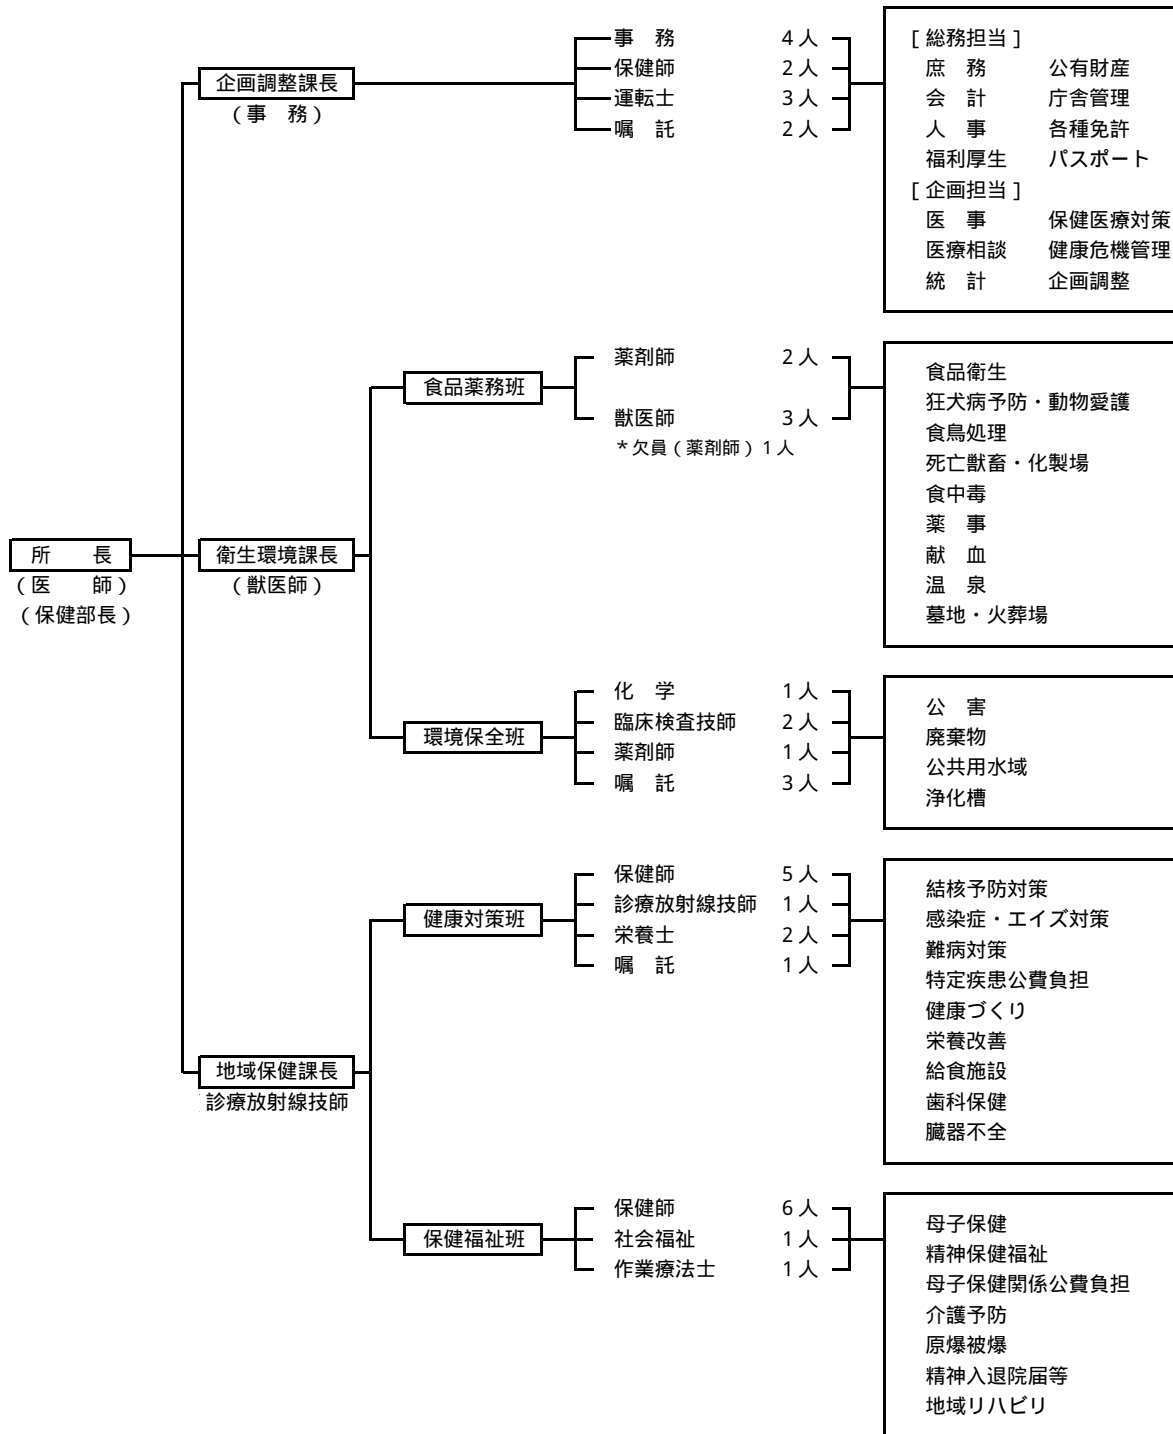 企画調整課長
（事　務）
事　務　4人
保健師　2人
運転士　3人
嘱　託　2人
［総務担当］
庶　務　公有財産
会　計　庁舎管理
人　事　各種免許
福利厚生　パスポート
［企画担当］
医　事　保健医療対策
医療相談　健康危機管理
統　計　企画調整
食品薬務班
薬剤師　2人
獣医師　3人
＊欠員（薬剤師）1人
食品衛生
狂犬病予防・動物愛護
食鳥処理
死亡獣畜・化製場
食中毒
薬　事
献　血
温　泉
墓地・火葬場
所　　長
（医　　師）
（保健部長）
衛生環境課長
（獣医師）
環境保全班
化　学　1人
臨床検査技師　2人
薬剤師　1人
嘱　託　3人
公　害
廃棄物
公共用水域
浄化槽
健康対策班
保健師　5人
診療放射線技師　1人
栄養士　2人
嘱　託　1人
結核予防対策
感染症・エイズ対策
難病対策
特定疾患公費負担
健康づくり
栄養改善
給食施設
歯科保健
臓器不全
地域保健課長
診療放射線技師
保健福祉班
保健師　6人
社会福祉　1人
作業療法士　1人
母子保健
精神保健福祉
母子保健関係公費負担
介護予防
原爆被爆
精神入退院届等
地域リハビリ